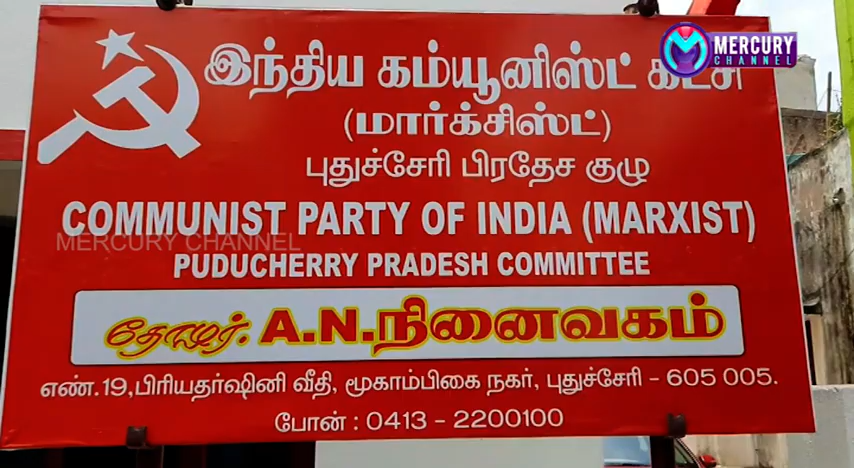 இந்திய கம்யூனிஸ்ட் கட்சி
MERCURY
CHANNEL
(மார்க்சிஸ்ட்)
புதுச்சேரி பிரதேச குழு
COMMUNIST PARTY OF INDIA (MARXIST)
MERCURY CHANNEL
PUDUCHERRY PRADESH COMMITTEE
தோழர். A.N.நினைவகம்
எண்.19,பிரியதர்ஷினி வீதி, மூகாம்பிகை நகர், புதுச்சேரி - 605 005.
போன் : 0413 - 2200100